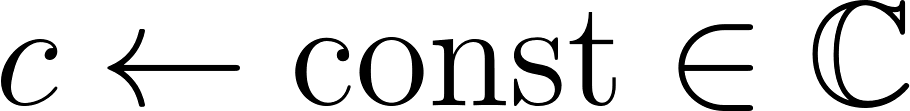 c ← const ∈ ℂ